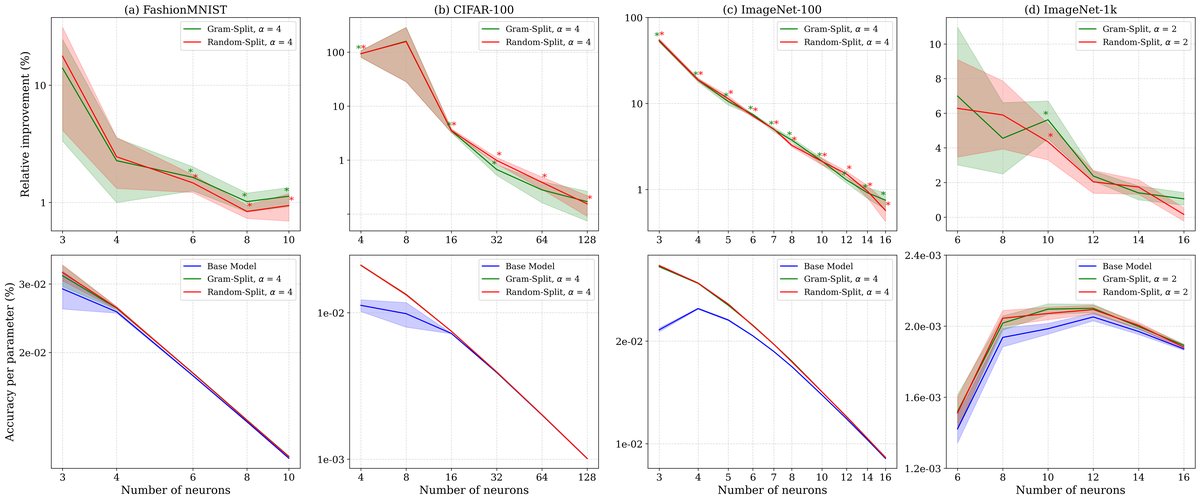 (a) FashionMNIST
Relative improvement (%)
10
1
3
4
6
8
10
Gram-Split, α = 4
Random-Split, α = 4
(b) CIFAR-100
100
10
1
4
8
16
32
64
128
Gram-Split, α = 4
Random-Split, α = 4
(c) ImageNet-100
100
10
1
3
4
5
6
7
8
10
12
14
16
Gram-Split, α = 4
Random-Split, α = 4
(d) ImageNet-1k
10
8
6
4
2
0
6
8
10
12
14
16
Gram-Split, α = 2
Random-Split, α = 2
Accuracy per parameter (%)
3e-02
2e-02
3
4
6
8
10
Number of neurons
Base Model
Gram-Split, α = 4
Random-Split, α = 4
1e-02
1e-03
4
8
16
32
64
128
Number of neurons
Base Model
Gram-Split, α = 4
Random-Split, α = 4
2e-02
1e-02
3
4
5
6
7
8
10
12
14
16
Number of neurons
Base Model
Gram-Split, α = 4
Random-Split, α = 4
2.4e-03
2.0e-03
1.6e-03
1.2e-03
6
8
10
12
14
16
Number of neurons
Base Model
Gram-Split, α = 2
Random-Split, α = 2